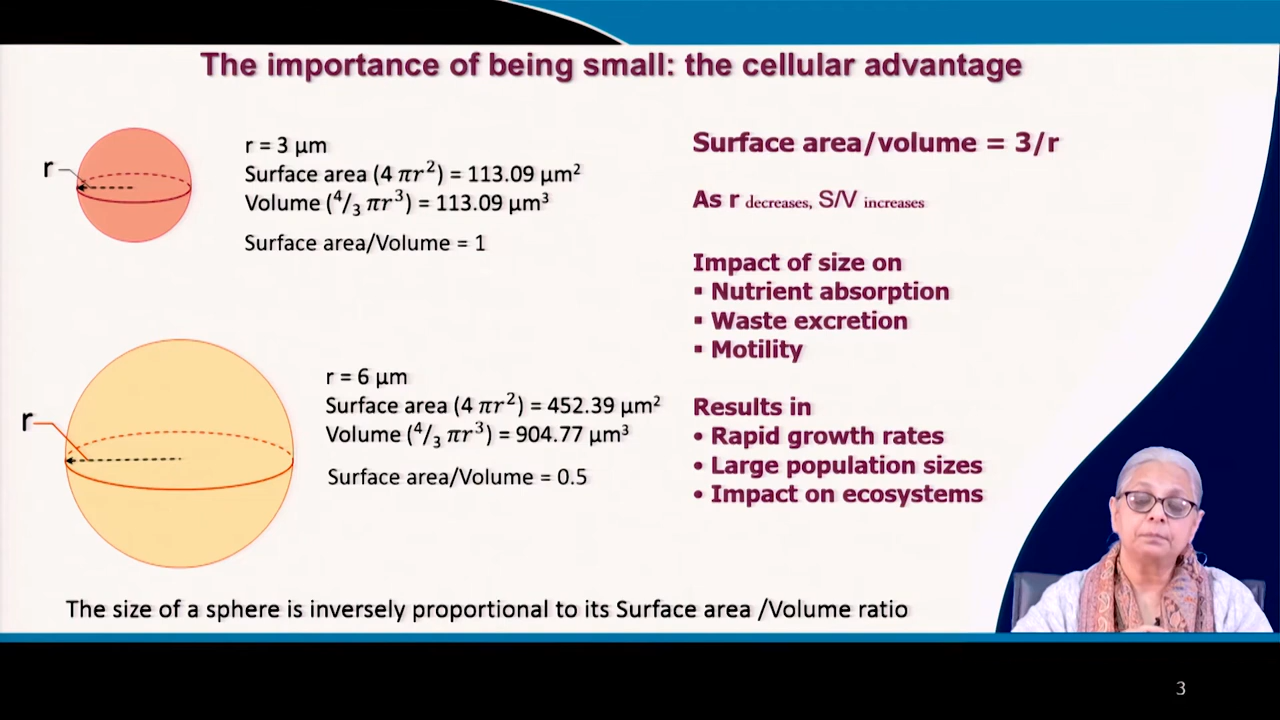 The importance of being small: the cellular advantage
r
r = 3 µm
Surface area (4 πr²) = 113.09 µm²
Volume (⁴/₃ πr³) = 113.09 µm³
Surface area/Volume = 1
r
r = 6 µm
Surface area (4 πr²) = 452.39 µm²
Volume (⁴/₃ πr³) = 904.77 µm³
Surface area/Volume = 0.5
Surface area/volume = 3/r
As r decreases, S/V increases
Impact of size on
▪ Nutrient absorption
▪ Waste excretion
▪ Motility
Results in
• Rapid growth rates
• Large population sizes
• Impact on ecosystems
The size of a sphere is inversely proportional to its Surface area /Volume ratio
3